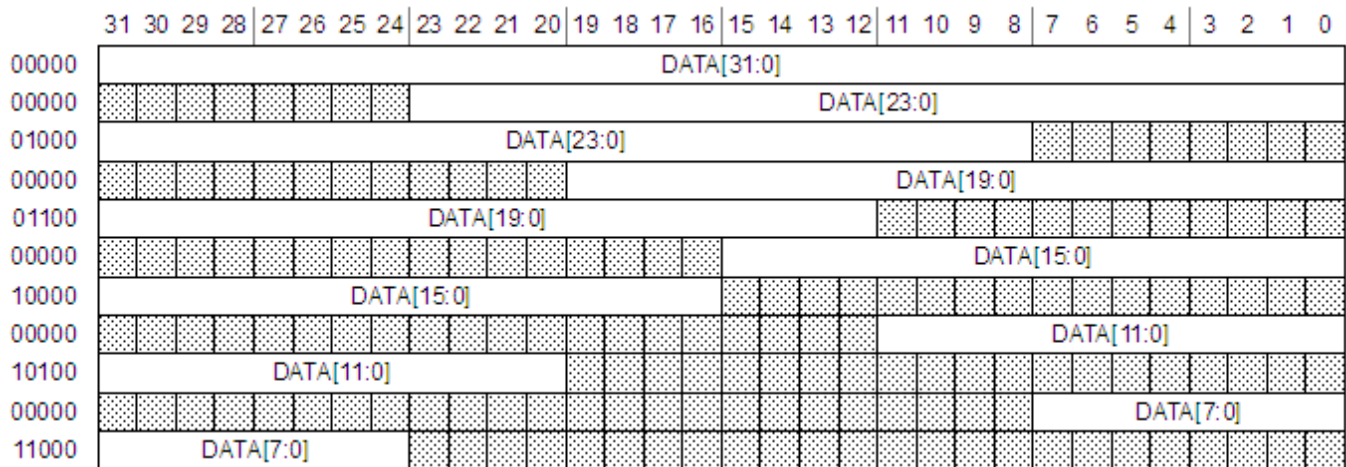 31 30 29 28 27 26 25 24 23 22 21 20 19 18 17 16 15 14 13 12 11 10 9 8 7 6 5 4 3 2 1 0
00000 DATA[31:0]
00000 DATA[23:0]
01000 DATA[23:0]
00000 DATA[19:0]
01100 DATA[19:0]
00000 DATA[15:0]
10000 DATA[15:0]
00000 DATA[11:0]
10100 DATA[11:0]
00000 DATA[7:0]
11000 DATA[7:0]